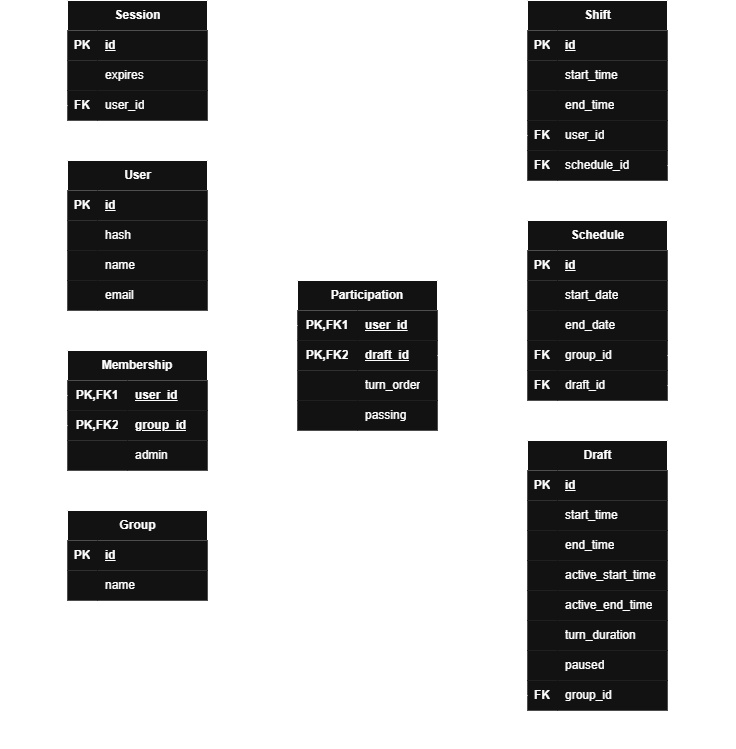 Session
PK id
expires
FK user_id
User
PK id
hash
name
email
Membership
PK,FK1 user_id
PK,FK2 group_id
admin
Group
PK id
name
Participation
PK,FK1 user_id
PK,FK2 draft_id
turn_order
passing
Shift
PK id
start_time
end_time
FK user_id
FK schedule_id
Schedule
PK id
start_date
end_date
FK group_id
FK draft_id
Draft
PK id
start_time
end_time
active_start_time
active_end_time
turn_duration
paused
FK group_id